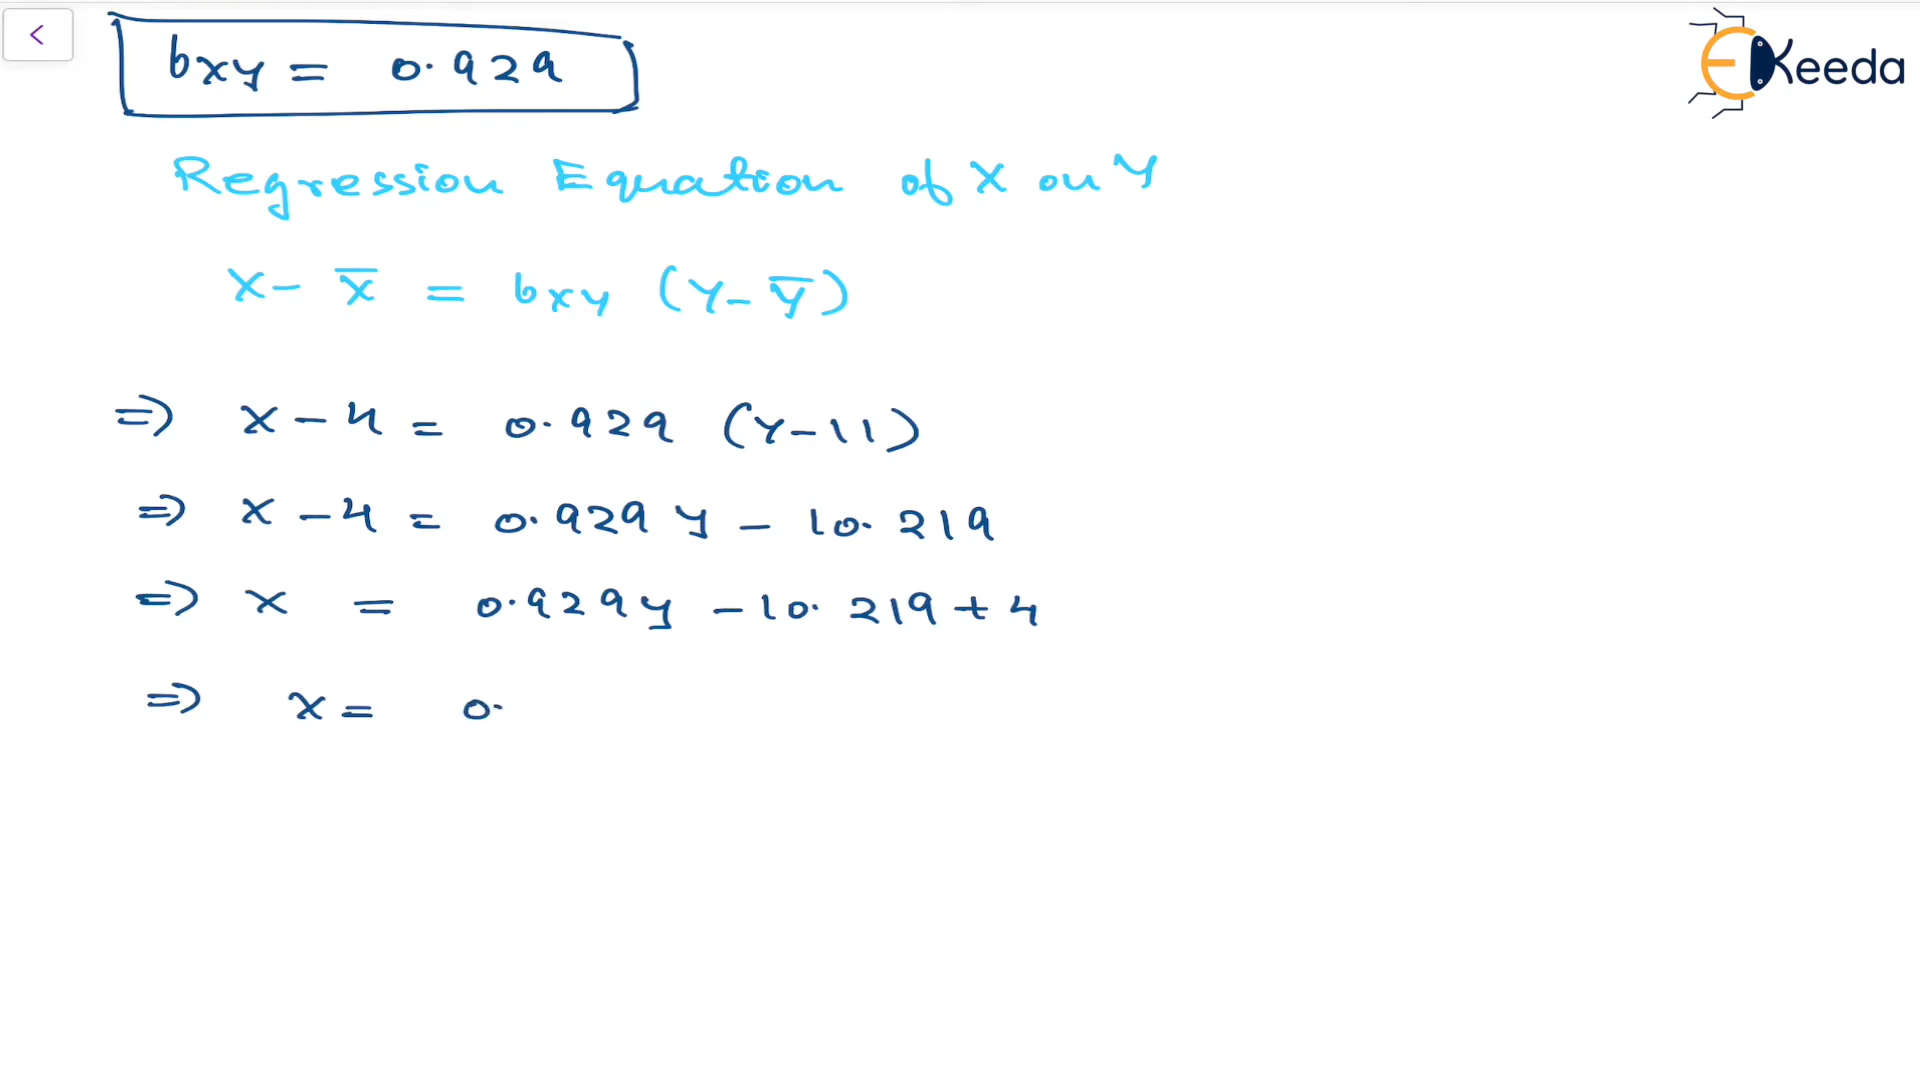 bxy = 0.929
EKeeda
Regression Equation of X on Y
X - X̅ = bxy (Y - Y̅)
=> x - 4 = 0.929 (Y - 11)
=> x - 4 = 0.929 y - 10.219
=> x = 0.929y - 10.219 + 4
=> x = 0.